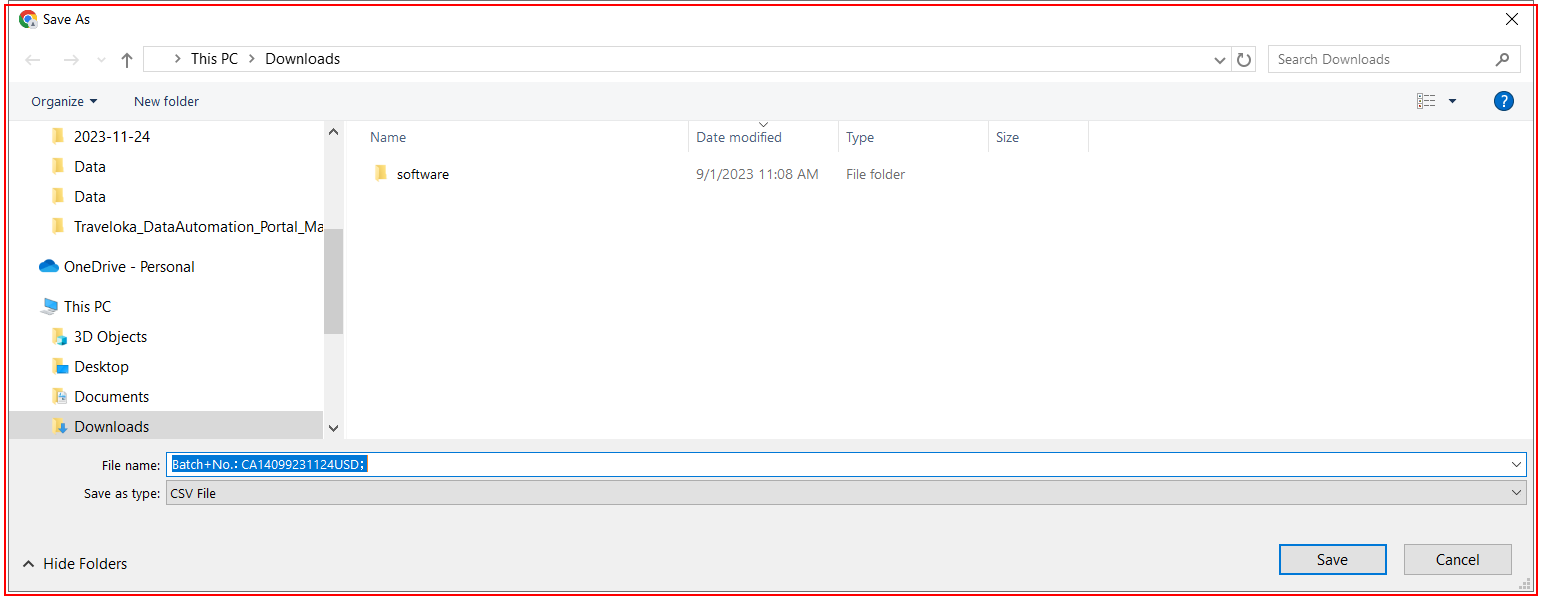 Save As
This PC > Downloads
Search Downloads
Organize
New folder
?
2023-11-24
Data
Data
Traveloka_DataAutomation_Portal_Ma
OneDrive - Personal
This PC
3D Objects
Desktop
Documents
Downloads
Name Date modified Type Size
software 9/1/2023 11:08 AM File folder
File name: Batch+No.: CA14099231124USD;
Save as type: CSV File
Hide Folders
Save
Cancel